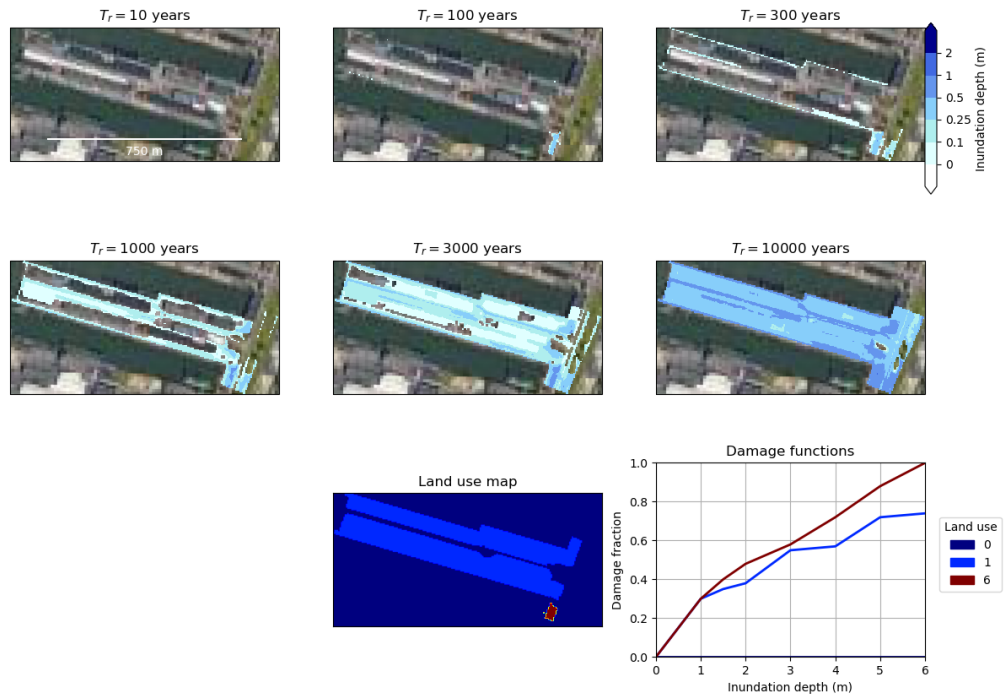 T_r = 10 years
T_r = 100 years
T_r = 300 years
750 m
2
1
0.5
0.25
0.1
0
Inundation depth (m)
T_r = 1000 years
T_r = 3000 years
T_r = 10000 years
Land use map
Damage functions
1.0
0.8
0.6
0.4
0.2
0.0
Damage fraction
0 1 2 3 4 5 6
Inundation depth (m)
Land use
0
1
6